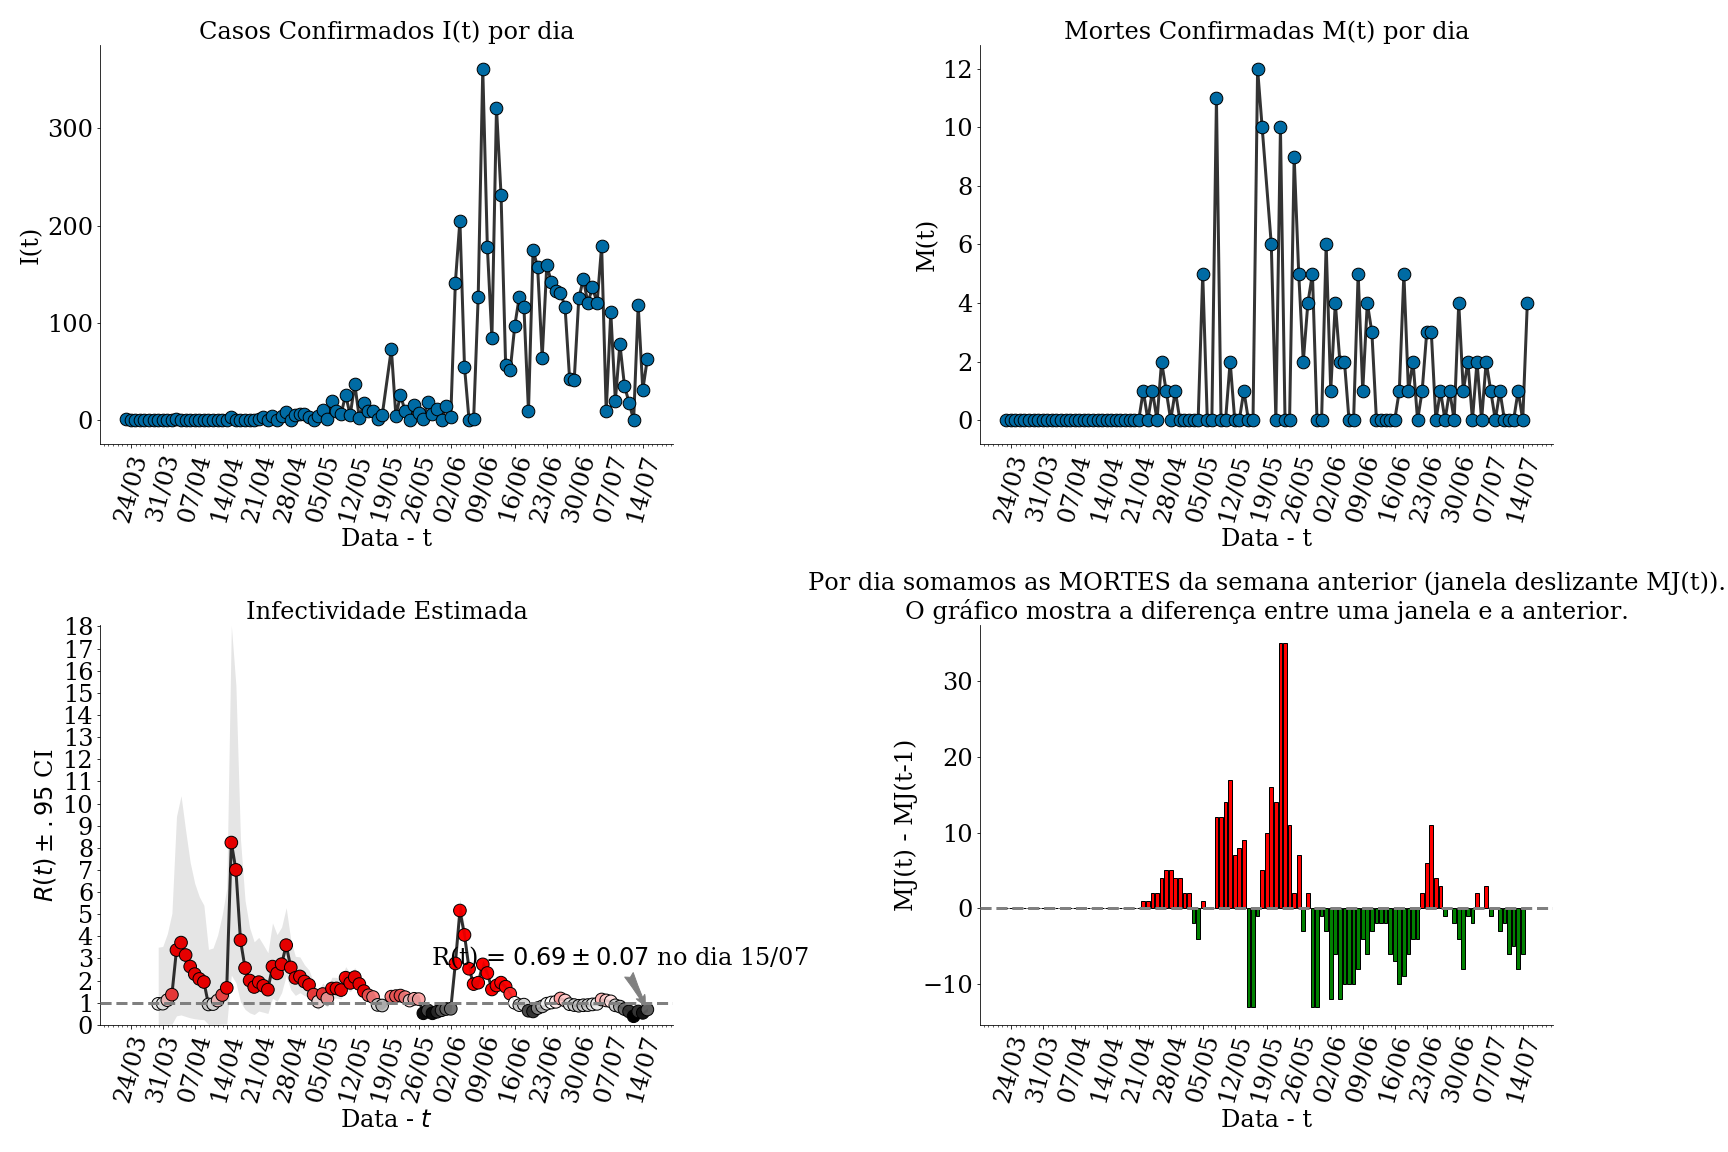 Casos Confirmados I(t) por dia
I(t)
300
200
100
0
24/03 31/03 07/04 14/04 21/04 28/04 05/05 12/05 19/05 26/05 02/06 09/06 16/06 23/06 30/06 07/07 14/07
Data - t
Mortes Confirmadas M(t) por dia
M(t)
12
10
8
6
4
2
0
24/03 31/03 07/04 14/04 21/04 28/04 05/05 12/05 19/05 26/05 02/06 09/06 16/06 23/06 30/06 07/07 14/07
Data - t
Infectividade Estimada
R(t) ± .95 CI
18
17
16
15
14
13
12
11
10
9
8
7
6
5
4
3
2
1
0
R(t) = 0.69 ± 0.07 no dia 15/07
24/03 31/03 07/04 14/04 21/04 28/04 05/05 12/05 19/05 26/05 02/06 09/06 16/06 23/06 30/06 07/07 14/07
Data - t
Por dia somamos as MORTES da semana anterior (janela deslizante MJ(t)).
O gráfico mostra a diferença entre uma janela e a anterior.
MJ(t) - MJ(t-1)
30
20
10
0
−10
24/03 31/03 07/04 14/04 21/04 28/04 05/05 12/05 19/05 26/05 02/06 09/06 16/06 23/06 30/06 07/07 14/07
Data - t